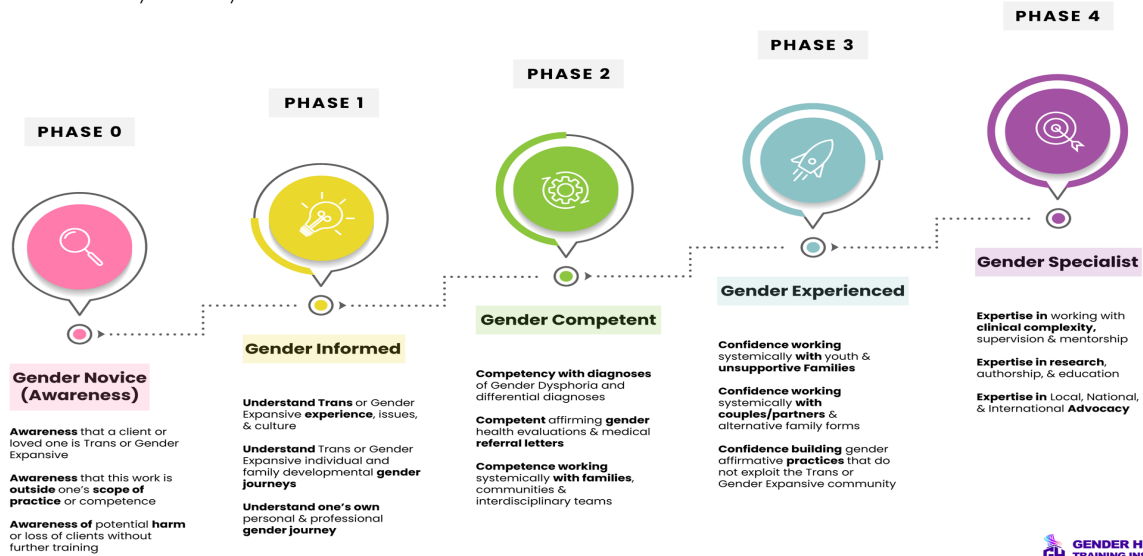 PHASE 0
Gender Novice
(Awareness)
Awareness that a client or
loved one is Trans or Gender
Expansive
Awareness that this work is
outside one's scope of
practice or competence
Awareness of potential harm
or loss of clients without
further training
PHASE 1
Gender Informed
Understand Trans or Gender
Expansive experience, issues,
& culture
Understand Trans or Gender
Expansive individual and
family developmental gender
journeys
Understand one's own
personal & professional
gender journey
PHASE 2
Gender Competent
Competency with diagnoses
of Gender Dysphoria and
differential diagnoses
Competent affirming gender
health evaluations & medical
referral letters
Competence working
systemically with families,
communities &
interdisciplinary teams
PHASE 3
Gender Experienced
Confidence working
systemically with youth &
unsupportive Families
Confidence working
systemically with
couples/partners &
alternative family forms
Confidence building gender
affirmative practices that do
not exploit the Trans or
Gender Expansive community
PHASE 4
Gender Specialist
Expertise in working with
clinical complexity,
supervision & mentorship
Expertise in research,
authorship, & education
Expertise in Local, National,
& International Advocacy
GENDER H